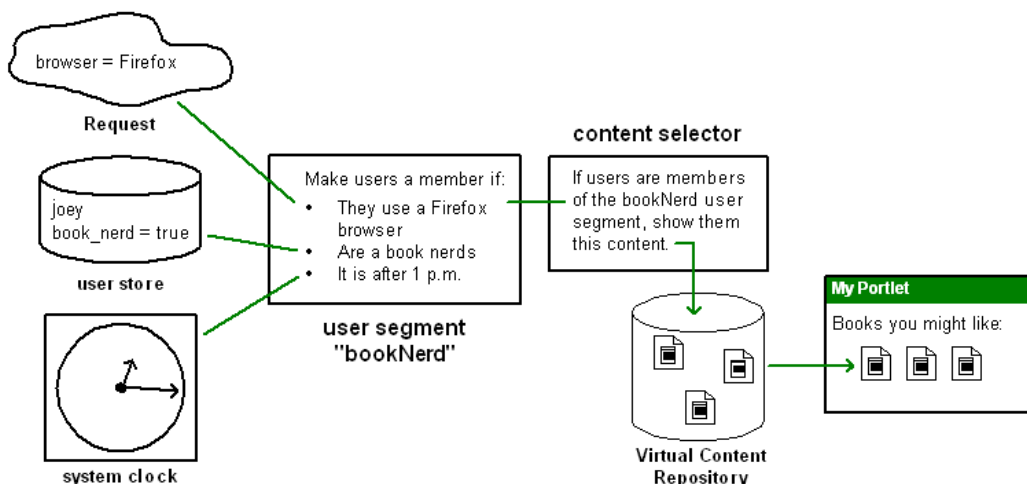 browser = Firefox
Request
joey
book_nerd = true
user store
system clock
Make users a member if:
• They use a Firefox
browser
• Are a book nerds
• It is after 1 p.m.
user segment
"bookNerd"
content selector
If users are members
of the bookNerd user
segment, show them
this content.
Virtual Content
Repository
My Portlet
Books you might like: